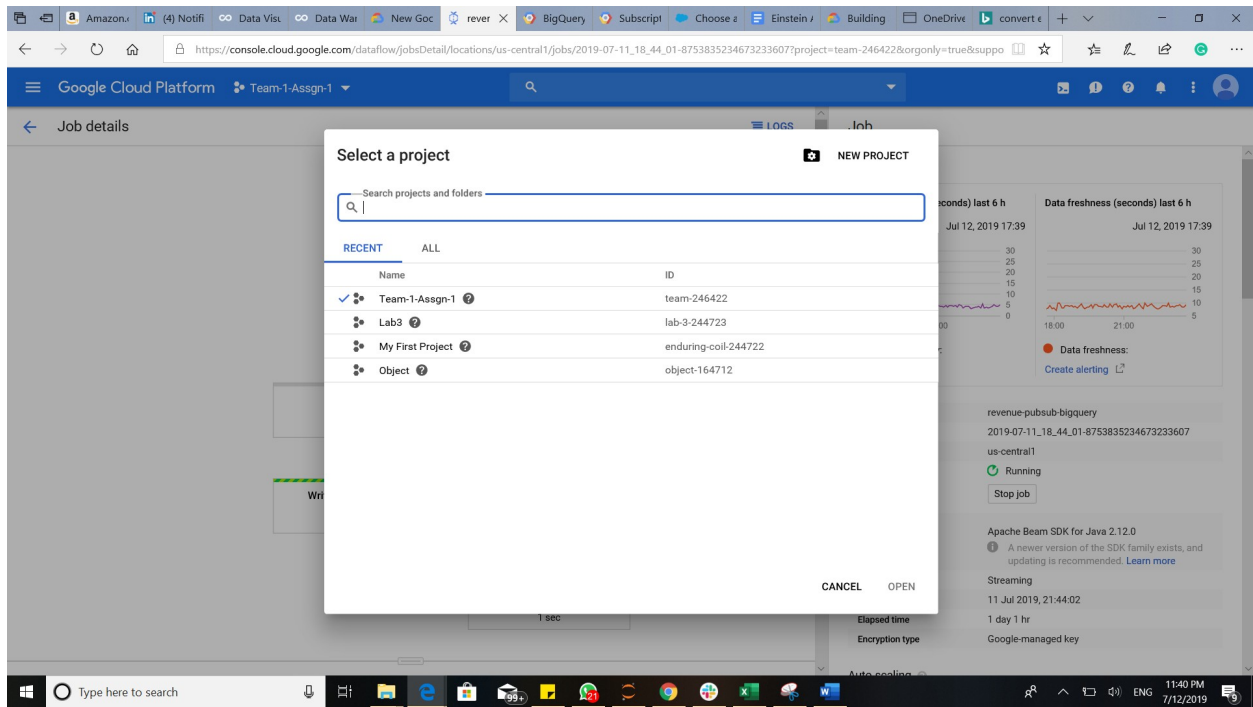 Amazon.
(4) Notifi
Data Visu
Data War
New Goc
rever
BigQuery
Subscript
Choose a
Einstein
Building
OneDrive
convert e
https://console.cloud.google.com/dataflow/jobsDetail/locations/us-central1/jobs/2019-07-11_18_44_01-8753835234673233607?project=team-246422&orgonly=true&suppo
Google Cloud Platform
Team-1-Assgn-1
Job details
LOGS
Job
Select a project
NEW PROJECT
Search projects and folders
RECENT ALL
Name ID
Team-1-Assgn-1 team-246422
Lab3 lab-3-244723
My First Project enduring-coil-244722
Object object-164712
CANCEL OPEN
Wri
1 sec
econds) last 6 h
Data freshness (seconds) last 6 h
Jul 12, 2019 17:39
Jul 12, 2019 17:39
30
25
20
15
10
5
0
00
30
25
20
15
10
5
18:00 21:00
Data freshness:
Create alerting
revenue-pubsub-bigquery
2019-07-11_18_44_01-8753835234673233607
us-central1
Running
Stop job
Apache Beam SDK for Java 2.12.0
A newer version of the SDK family exists, and
updating is recommended. Learn more
Streaming
11 Jul 2019, 21:44:02
Elapsed time 1 day 1 hr
Encryption type Google-managed key
Type here to search
99+
21
ENG
11:40 PM
7/12/2019
9